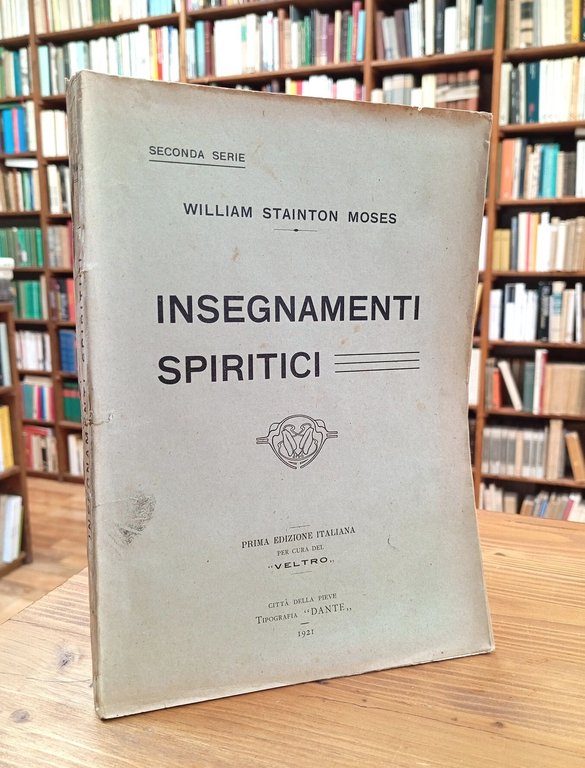 SECONDA SERIE
WILLIAM STAINTON MOSES
INSEGNAMENTI
SPIRITICI
PRIMA EDIZIONE ITALIANA
PER CURA DEL
"VELTRO„
CITTÀ DELLA PIEVE
TIPOGRAFIA "DANTE„
1921